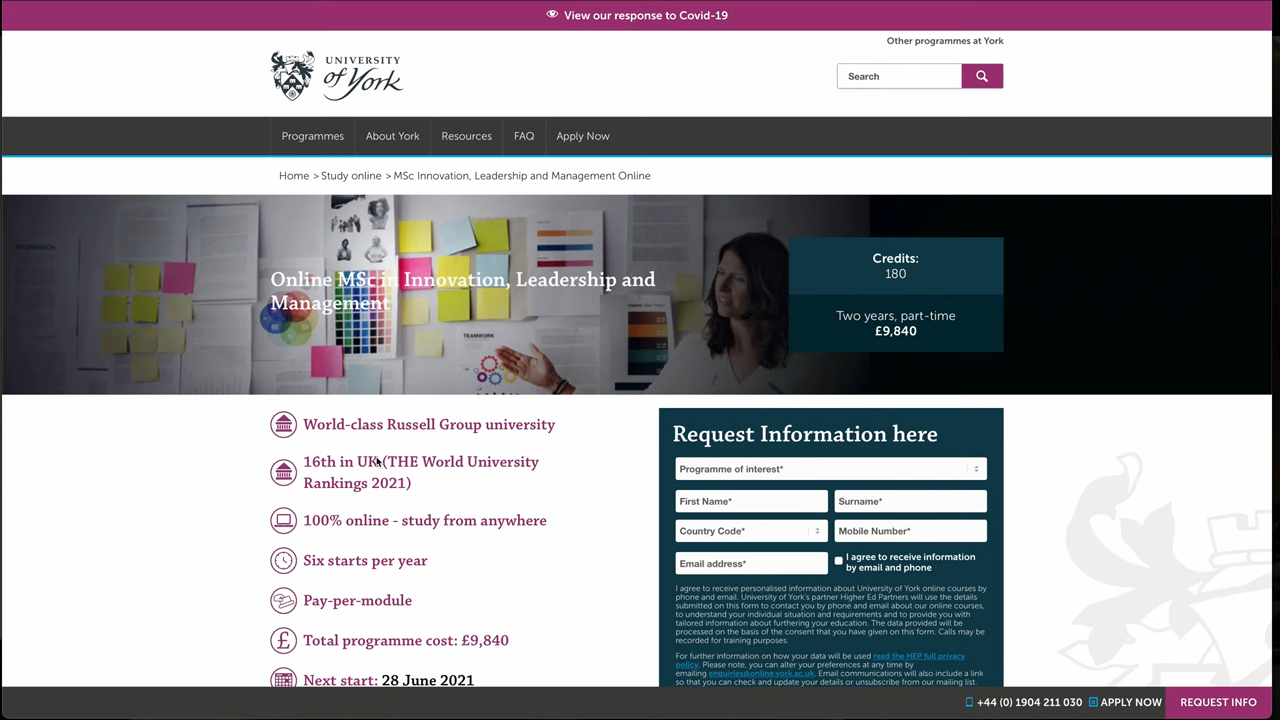 View our response to Covid-19
Other programmes at York
UNIVERSITY
of York
Search
Programmes
About York
Resources
FAQ
Apply Now
Home > Study online > MSc Innovation, Leadership and Management Online
INFORMATION
TEAMWORK
Online MSc in Innovation, Leadership and
Management
Credits:
180
Two years, part-time
£9,840
World-class Russell Group university
16th in UK (THE World University
Rankings 2021)
100% online - study from anywhere
Six starts per year
Pay-per-module
Total programme cost: £9,840
Next start: 28 June 2021
Request Information here
Programme of interest*
First Name*
Surname*
Country Code*
Mobile Number*
Email address*
I agree to receive information
by email and phone
I agree to receive personalised information about University of York online courses by
phone and email. University of York's partner Higher Ed Partners will use the details
submitted on this form to contact you by phone and email about our online courses,
to understand your individual situation and requirements and to provide you with
tailored information about furthering your education. The data provided will be
processed on the basis of the consent that you have given on this form. Calls may be
recorded for training purposes.
For further information on how your data will be used read the HEP full privacy
policy. Please note, you can alter your preferences at any time by
emailing enquiries@online.york.ac.uk. Email communications will also include a link
so that you can check and update your details or unsubscribe from our mailing list.
+44 (0) 1904 211 030
APPLY NOW
REQUEST INFO